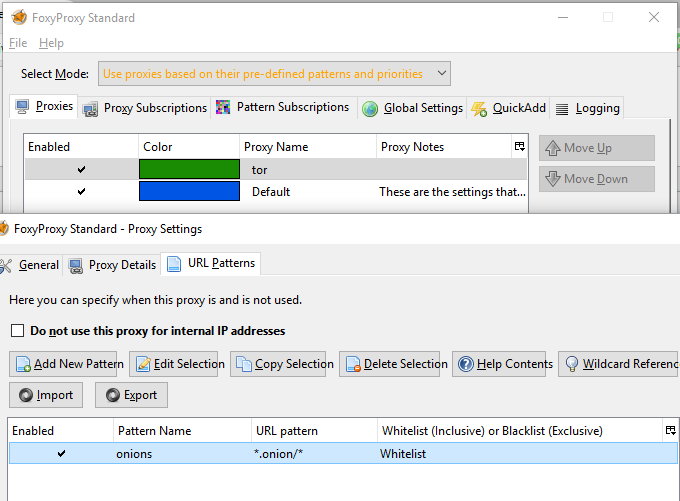 FoxyProxy Standard
File Help
Select Mode: Use proxies based on their pre-defined patterns and priorities
Proxies Proxy Subscriptions Pattern Subscriptions Global Settings QuickAdd Logging
Enabled Color Proxy Name Proxy Notes Move Up
tor
Move Down
Default These are the settings that...
FoxyProxy Standard - Proxy Settings
General Proxy Details URL Patterns
Here you can specify when this proxy is and is not used.
Do not use this proxy for internal IP addresses
Add New Pattern Edit Selection Copy Selection Delete Selection Help Contents Wildcard Referenc
Import Export
Enabled Pattern Name URL pattern Whitelist (Inclusive) or Blacklist (Exclusive)
onions *.onion/* Whitelist